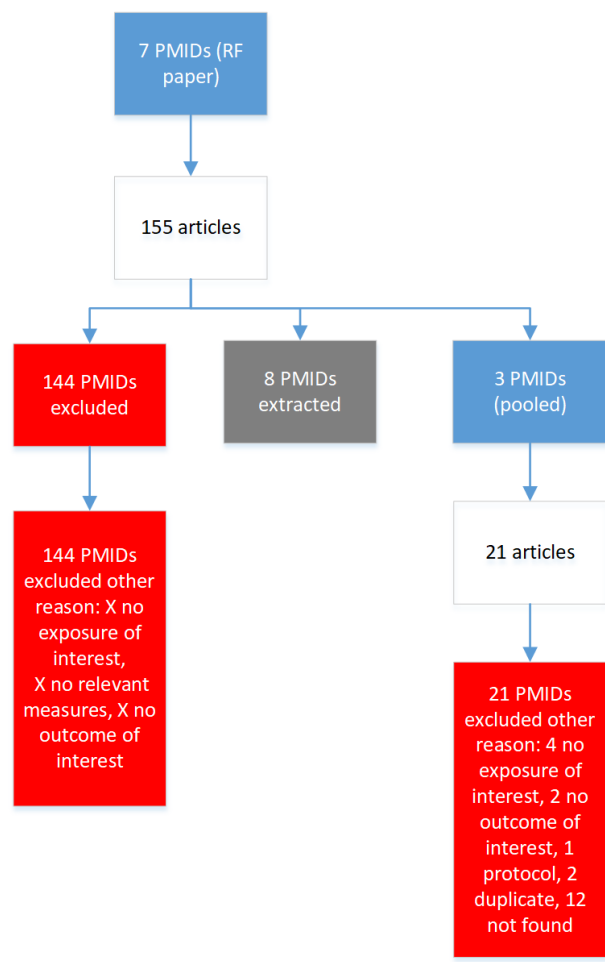 7 PMIDs (RF
paper)
155 articles
144 PMIDs
excluded
8 PMIDs
extracted
3 PMIDs
(pooled)
144 PMIDs
excluded other
reason: X no
exposure of
interest,
X no relevant
measures, X no
outcome of
interest
21 articles
21 PMIDs
excluded other
reason: 4 no
exposure of
interest, 2 no
outcome of
interest, 1
protocol, 2
duplicate, 12
not found